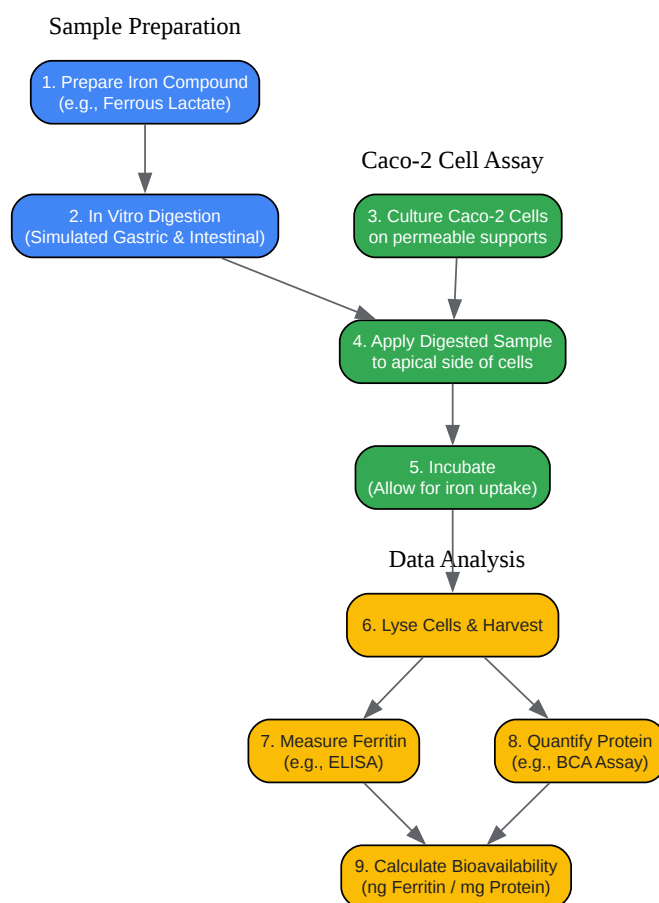 Sample Preparation
1. Prepare Iron Compound
(e.g., Ferrous Lactate)
Caco-2 Cell Assay
2. In Vitro Digestion
(Simulated Gastric & Intestinal)
3. Culture Caco-2 Cells
on permeable supports
4. Apply Digested Sample
to apical side of cells
5. Incubate
(Allow for iron uptake)
Data Analysis
6. Lyse Cells & Harvest
7. Measure Ferritin
(e.g., ELISA)
8. Quantify Protein
(e.g., BCA Assay)
9. Calculate Bioavailability
(ng Ferritin / mg Protein)